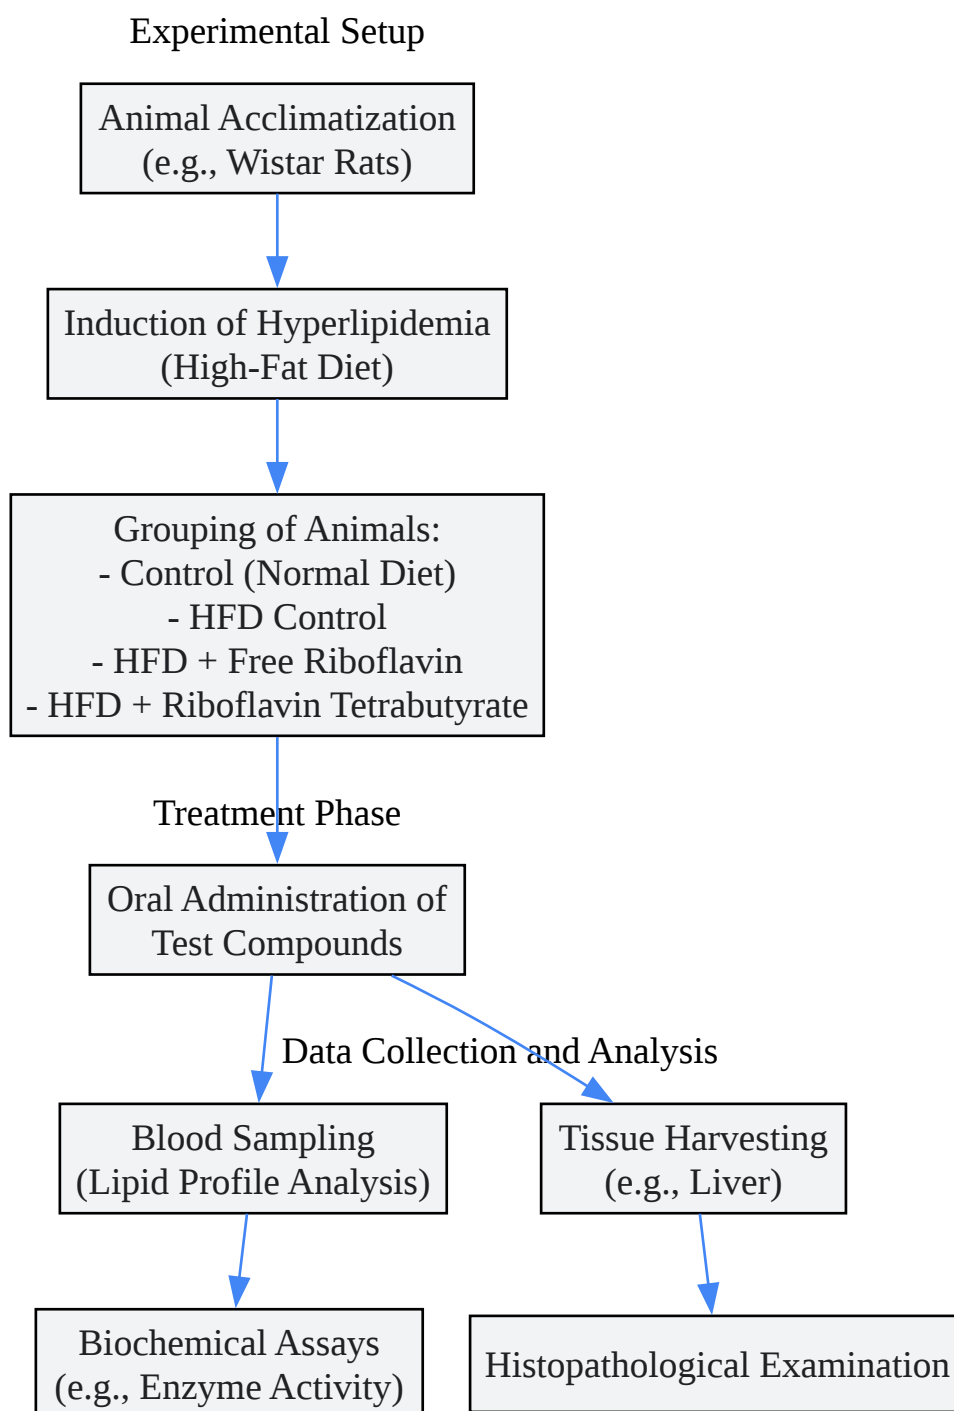 Experimental Setup
Animal Acclimatization
(e.g., Wistar Rats)
Induction of Hyperlipidemia
(High-Fat Diet)
Grouping of Animals:
- Control (Normal Diet)
- HFD Control
- HFD + Free Riboflavin
- HFD + Riboflavin Tetrabutyrate
Treatment Phase
Oral Administration of
Test Compounds
Data Collection and Analysis
Blood Sampling
(Lipid Profile Analysis)
Tissue Harvesting
(e.g., Liver)
Biochemical Assays
(e.g., Enzyme Activity)
Histopathological Examination